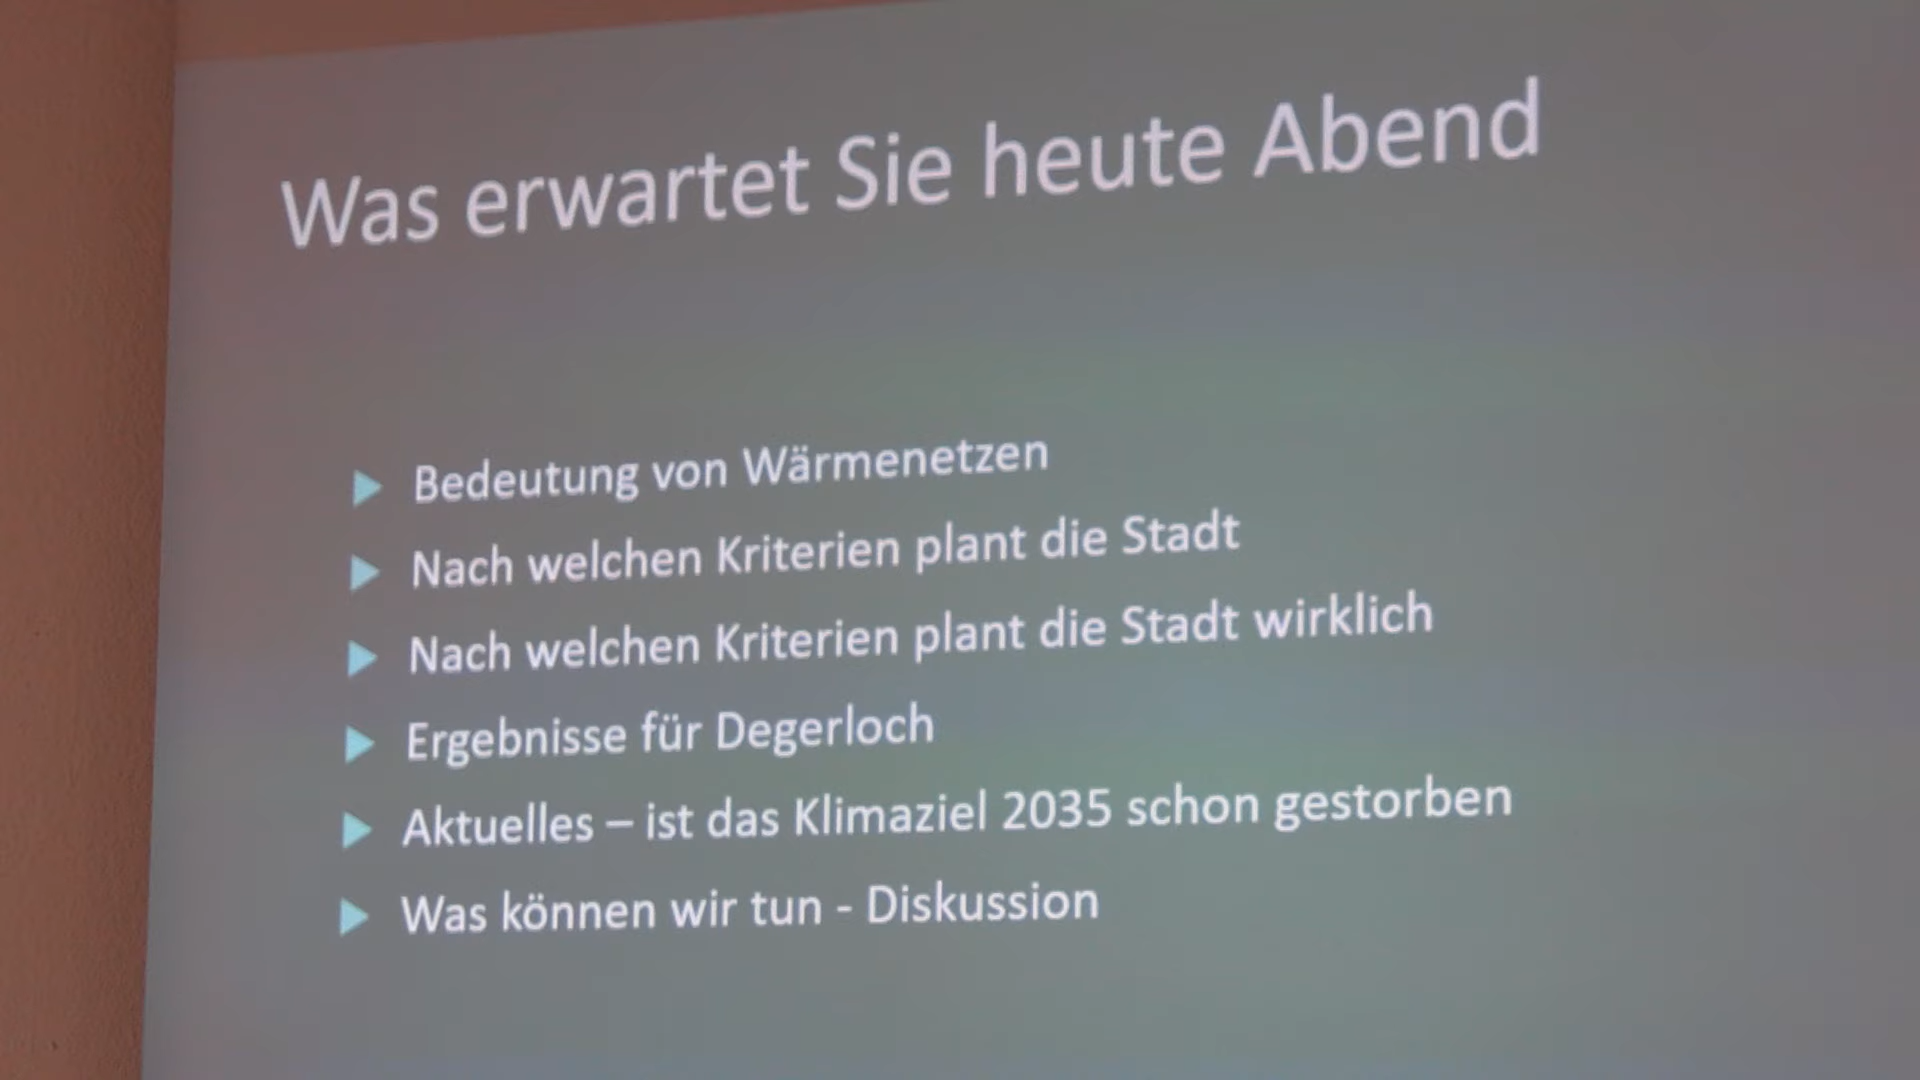 Was erwartet Sie heute Abend
Bedeutung von Wärmenetzen
Nach welchen Kriterien plant die Stadt
Nach welchen Kriterien plant die Stadt wirklich
Ergebnisse für Degerloch
Aktuelles – ist das Klimaziel 2035 schon gestorben
Was können wir tun - Diskussion